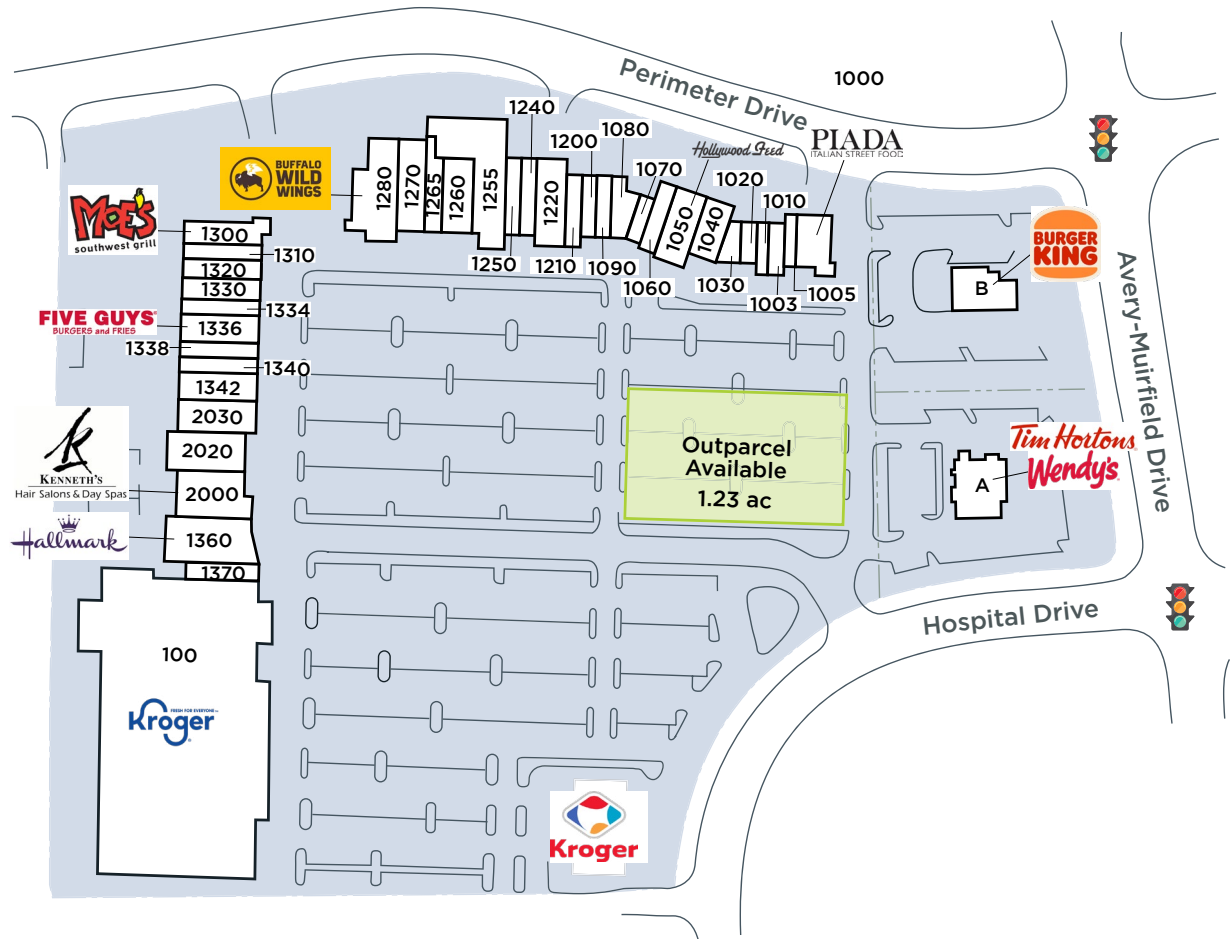 Perimeter Drive
1000
1240
1200
1080
PIADA
ITALIAN STREET FOOD
Hollywood Feed
BUFFALO
WILD
WINGS
1280
1270
1265
1260
1255
1220
1070
1050
1040
1020
1010
MOE'S
southwest grill
1300
1310
1250
1210
1090
1060
1030
1003
1005
BURGER
KING
B
1320
1330
1334
FIVE GUYS
BURGERS and FRIES
1336
1338
1340
1342
2030
Avery-Muirfield Drive
Outparcel
Available
1.23 ac
Tim Hortons
Wendy's
A
2020
KENNETH'S
Hair Salons & Day Spas
2000
Hallmark
1360
1370
Hospital Drive
100
FRESH FOR EVERYONE™
Kroger
Kroger